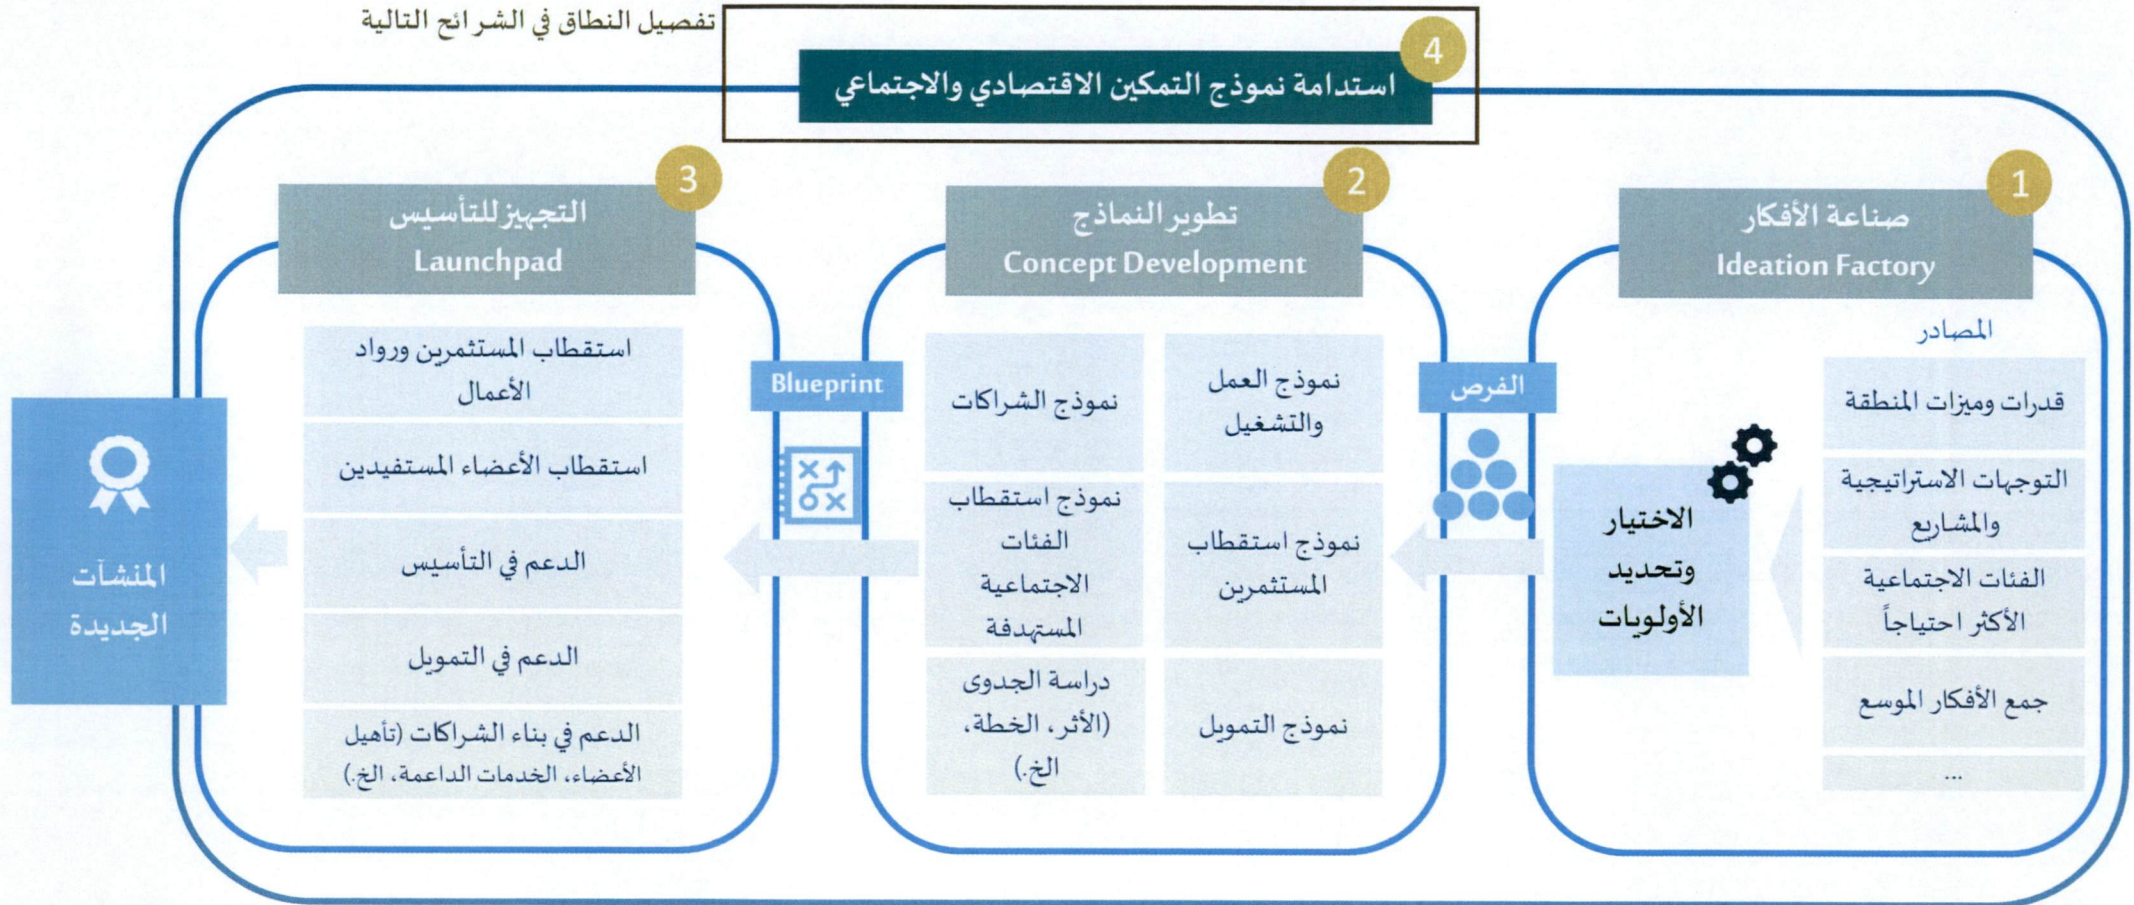 تفصيل النطاق في الشرائح التالية
4
استدامة نموذج التمكين الاقتصادي والاجتماعي
1
صناعة الأفكار
Ideation Factory
المصادر
قدرات وميزات المنطقة
التوجهات الاستراتيجية
والمشاريع
الفئات الاجتماعية
الأكثر احتياجاً
جمع الأفكار الموسع
...
الاختيار
وتحديد
الأولويات
الفرص
2
تطوير النماذج
Concept Development
نموذج العمل
والتشغيل
نموذج الشراكات
نموذج استقطاب
المستثمرين
نموذج استقطاب
الفئات
الاجتماعية
المستهدفة
نموذج التمويل
دراسة الجدوى
(الأثر، الخطة،
الخ.)
Blueprint
3
التجهيز للتأسيس
Launchpad
استقطاب المستثمرين ورواد
الأعمال
استقطاب الأعضاء المستفيدين
الدعم في التأسيس
الدعم في التمويل
الدعم في بناء الشراكات (تأهيل
الأعضاء، الخدمات الداعمة، الخ.)
المنشآت
الجديدة